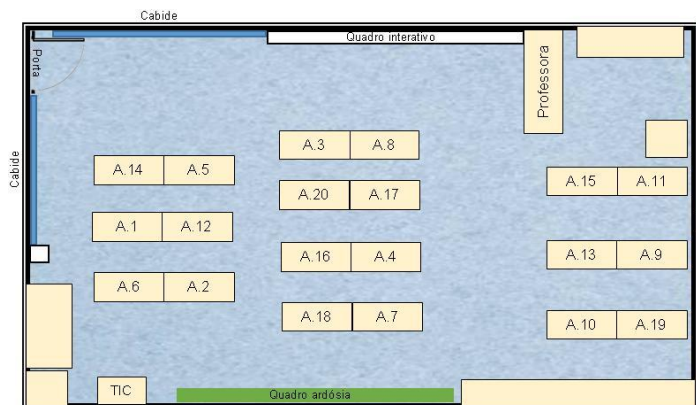 Cabide
Quadro interativo
Porta
Professora
Cabide
A.3 A.8
A.14 A.5
A.15 A.11
A.20 A.17
A.1 A.12
A.16 A.4
A.13 A.9
A.6 A.2
A.18 A.7
A.10 A.19
TIC
Quadro ardósia